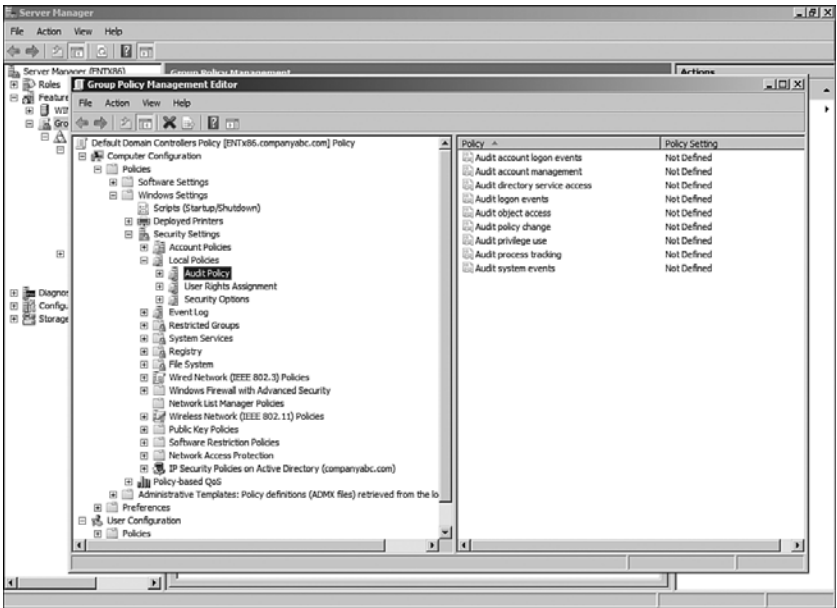 Server Manager
File Action View Help
Server Manager (ENTX86)
Group Policy Management
Actions
Roles
Group Policy Management Editor
File Action View Help
Default Domain Controllers Policy [ENTx86.companyabc.com] Policy
Computer Configuration
Policies
Software Settings
Windows Settings
Scripts (Startup/Shutdown)
Deployed Printers
Security Settings
Account Policies
Local Policies
Audit Policy
User Rights Assignment
Security Options
Event Log
Restricted Groups
System Services
Registry
File System
Wired Network (IEEE 802.3) Policies
Windows Firewall with Advanced Security
Network List Manager Policies
Wireless Network (IEEE 802.11) Policies
Public Key Policies
Software Restriction Policies
Network Access Protection
IP Security Policies on Active Directory (companyabc.com)
Policy-based QoS
Administrative Templates: Policy definitions (ADMX files) retrieved from the lo
Preferences
User Configuration
Policies
Policy Policy Setting
Audit account logon events Not Defined
Audit account management Not Defined
Audit directory service access Not Defined
Audit logon events Not Defined
Audit object access Not Defined
Audit policy change Not Defined
Audit privilege use Not Defined
Audit process tracking Not Defined
Audit system events Not Defined
Feature
Gro
Diagnos
Configu
Storage